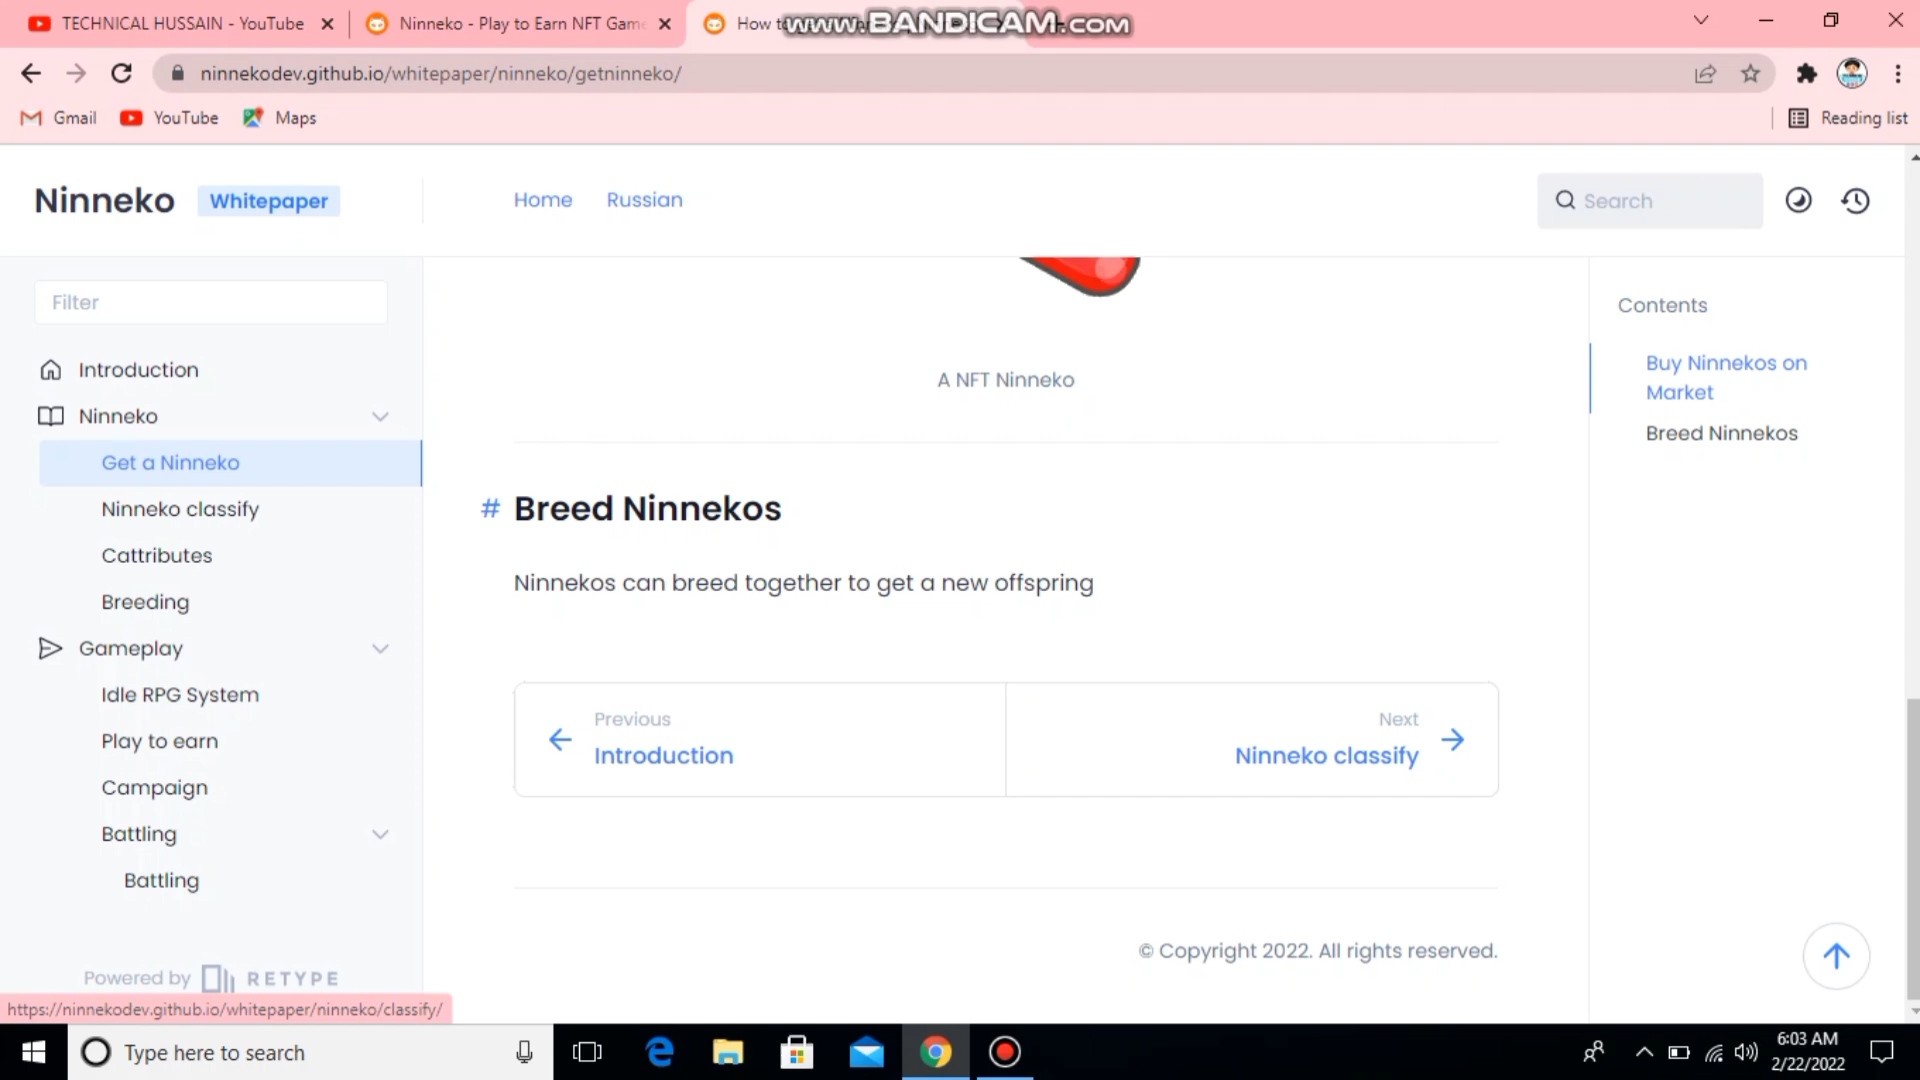 TECHNICAL HUSSAIN - YouTube
Ninneko - Play to Earn NFT Game
How to
www.BANDICAM.com
ninnekodev.github.io/whitepaper/ninneko/getninneko/
Gmail
YouTube
Maps
Reading list
Ninneko
Whitepaper
Home
Russian
Search
Filter
Introduction
Ninneko
Get a Ninneko
Ninneko classify
Cattributes
Breeding
Gameplay
Idle RPG System
Play to earn
Campaign
Battling
Battling
Powered by RETYPE
A NFT Ninneko
# Breed Ninnekos
Ninnekos can breed together to get a new offspring
Previous
Introduction
Next
Ninneko classify
© Copyright 2022. All rights reserved.
Contents
Buy Ninnekos on
Market
Breed Ninnekos
https://ninnekodev.github.io/whitepaper/ninneko/classify/
Type here to search
6:03 AM
2/22/2022